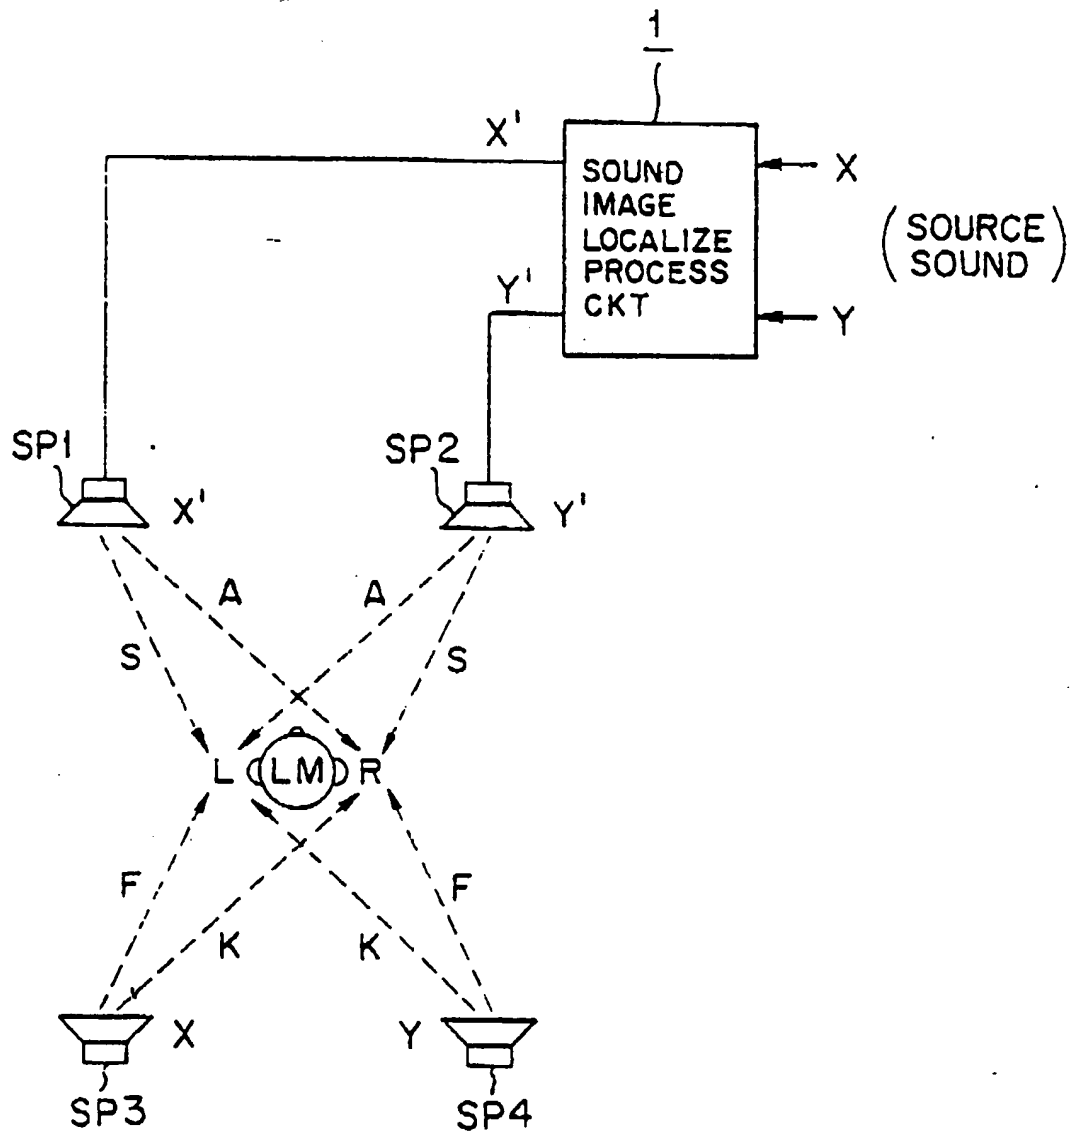 1
X'
SOUND
IMAGE
LOCALIZE
PROCESS
CKT
X
(SOURCE
SOUND)
Y'
Y
SP1
SP2
X'
Y'
A
A
S
S
L
LM
R
F
F
K
K
X
Y
SP3
SP4